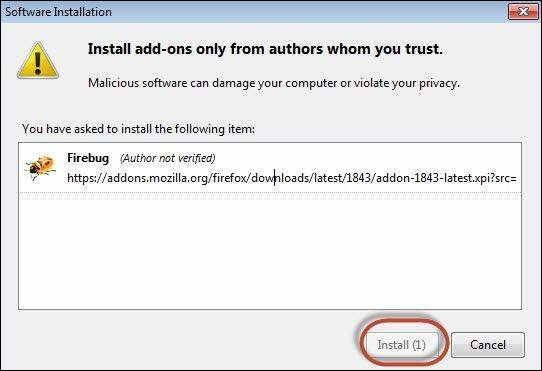 Software Installation
Install add-ons only from authors whom you trust.
Malicious software can damage your computer or violate your privacy.
You have asked to install the following item:
Firebug (Author not verified)
https://addons.mozilla.org/firefox/downloads/latest/1843/addon-1843-latest.xpi?src=
Install (1) Cancel